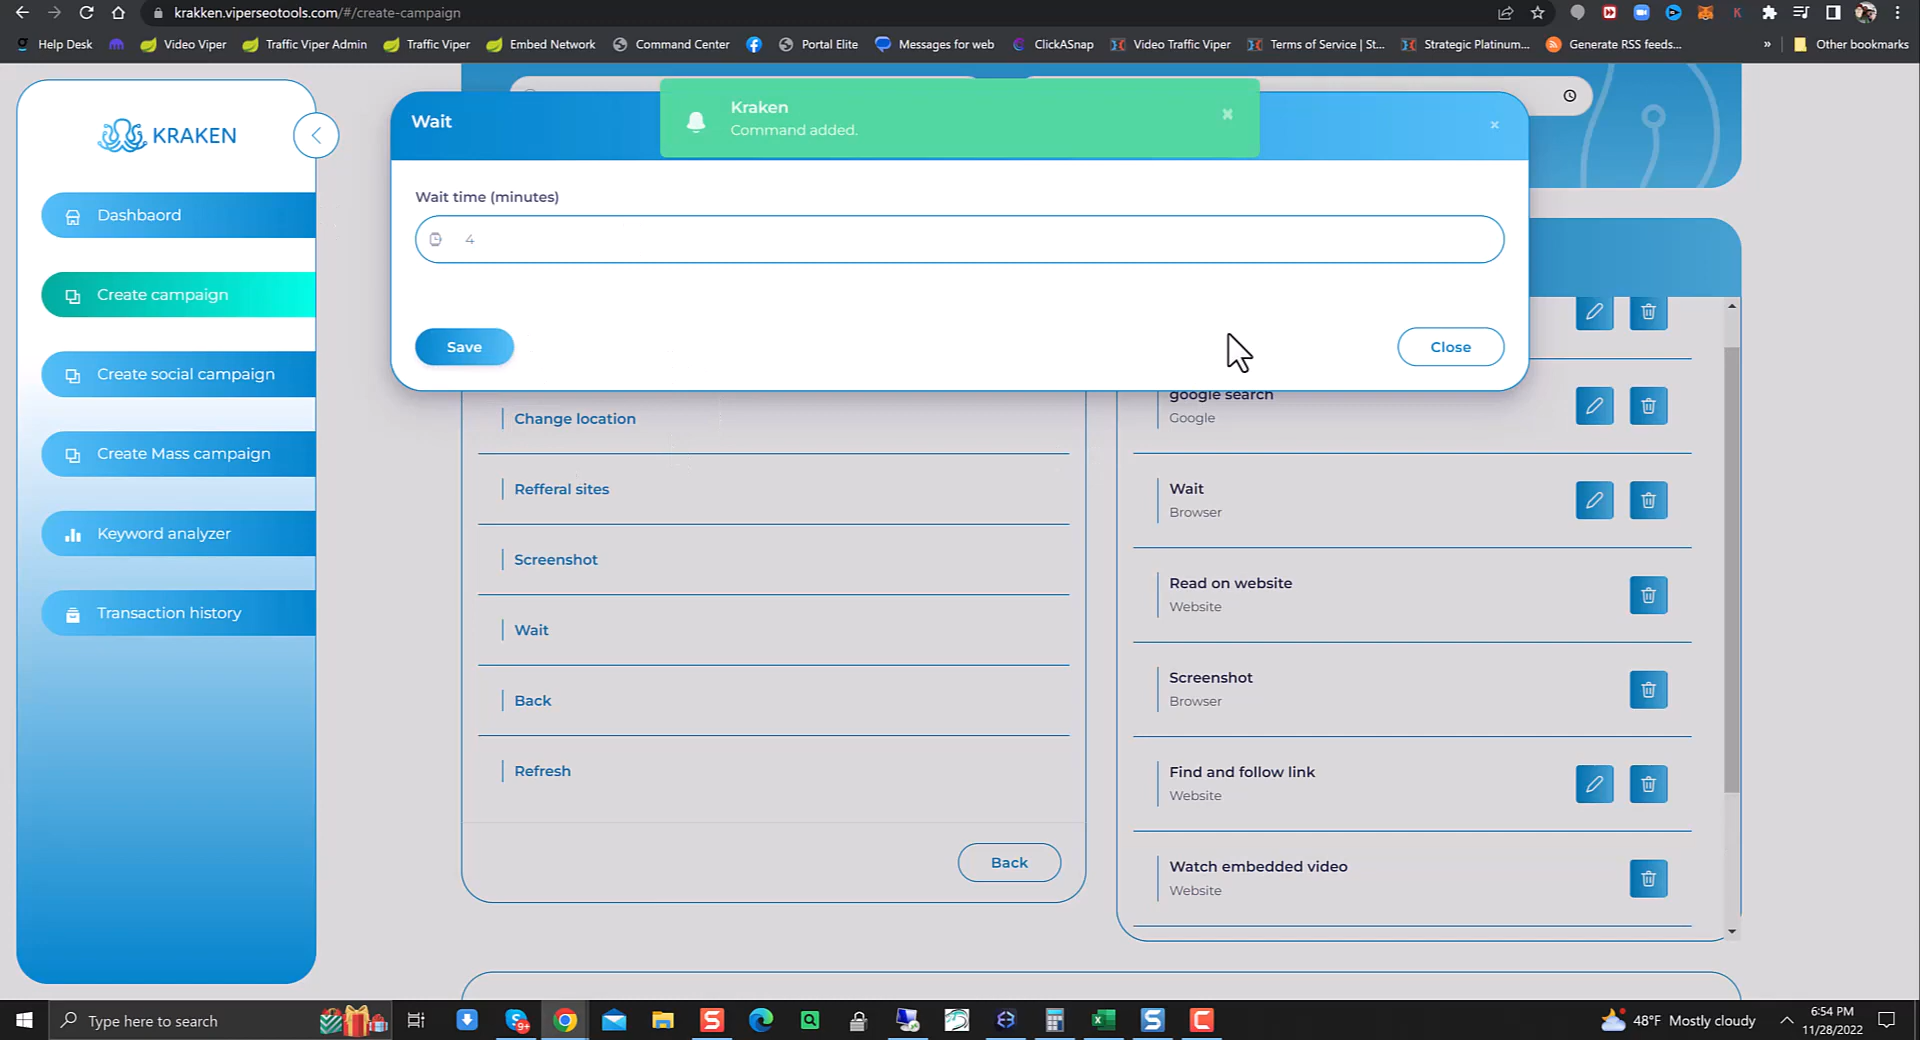 krakken.viperseotools.com/#/create-campaign
Help Desk
Video Viper
Traffic Viper Admin
Traffic Viper
Embed Network
Command Center
Portal Elite
Messages for web
ClickASnap
Video Traffic Viper
Terms of Service | St...
Strategic Platinum...
Generate RSS feeds...
»
Other bookmarks
KRAKEN
Dashbaord
Create campaign
Create social campaign
Create Mass campaign
Keyword analyzer
Transaction history
Wait
Kraken
Command added.
Wait time (minutes)
4
Save
Close
Change location
Refferal sites
Screenshot
Wait
Back
Refresh
Back
google search
Google
Wait
Browser
Read on website
Website
Screenshot
Browser
Find and follow link
Website
Watch embedded video
Website
Type here to search
9+
48°F Mostly cloudy
6:54 PM
11/28/2022